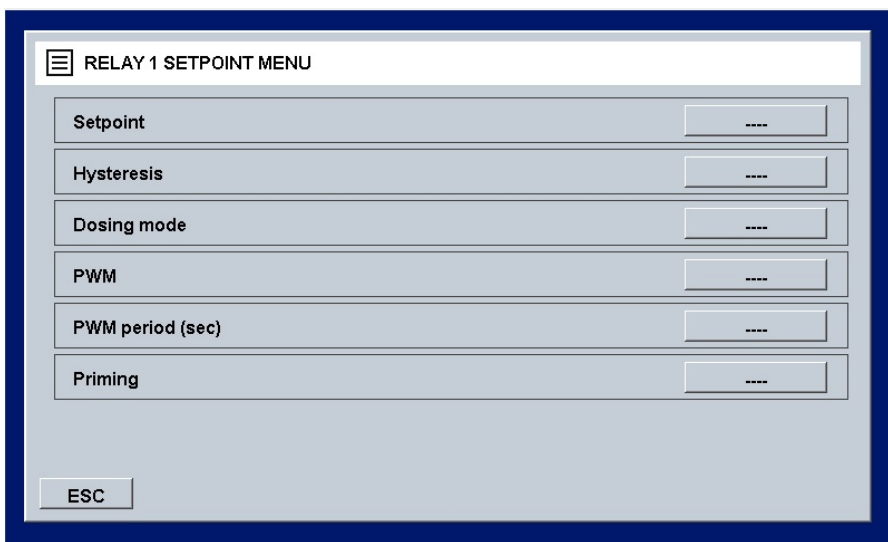 RELAY 1 SETPOINT MENU
Setpoint ----
Hysteresis ----
Dosing mode ----
PWM ----
PWM period (sec) ----
Priming ----
ESC